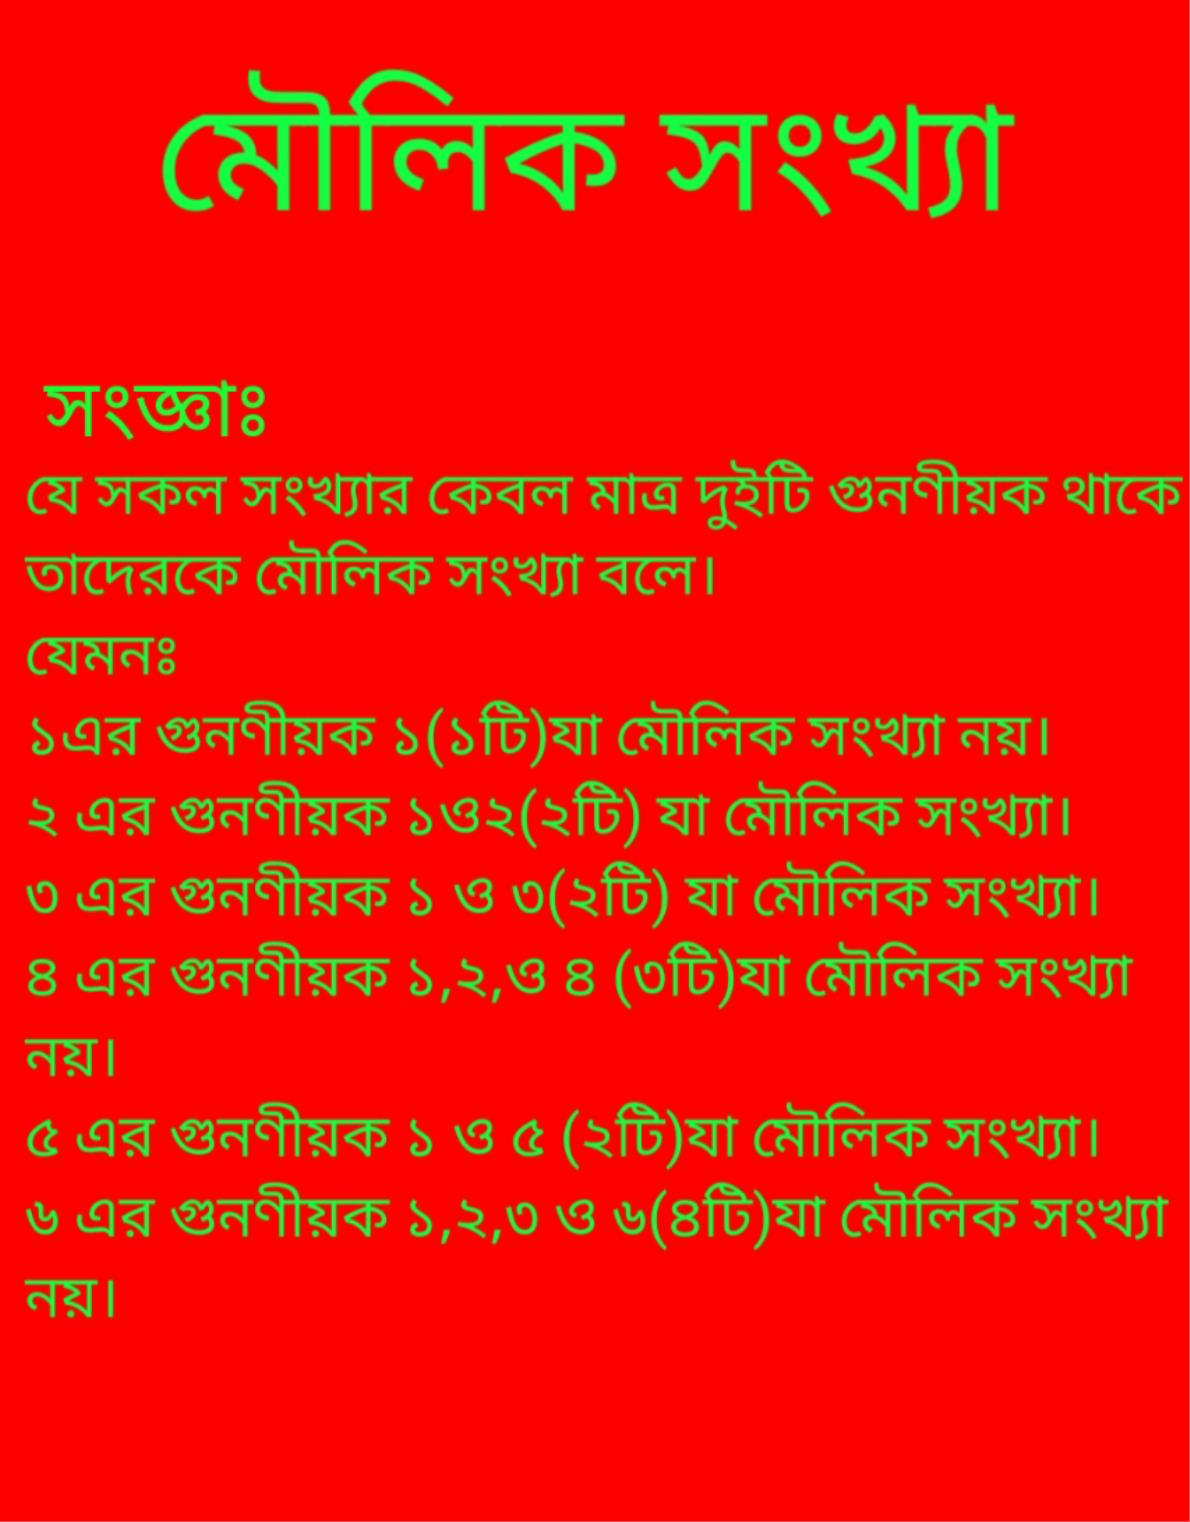 মৌলিক সংখ্যা
সংজ্ঞাঃ
যে সকল সংখ্যার কেবল মাত্র দুইটি গুনণীয়ক থাকে
তাদেরকে মৌলিক সংখ্যা বলে।
যেমনঃ
১এর গুনণীয়ক ১(১টি)যা মৌলিক সংখ্যা নয়।
২ এর গুনণীয়ক ১ও২(২টি) যা মৌলিক সংখ্যা।
৩ এর গুনণীয়ক ১ ও ৩(২টি) যা মৌলিক সংখ্যা।
৪ এর গুনণীয়ক ১,২,ও ৪ (৩টি)যা মৌলিক সংখ্যা
নয়।
৫ এর গুনণীয়ক ১ ও ৫ (২টি)যা মৌলিক সংখ্যা।
৬ এর গুনণীয়ক ১,২,৩ ও ৬(৪টি)যা মৌলিক সংখ্যা
নয়।